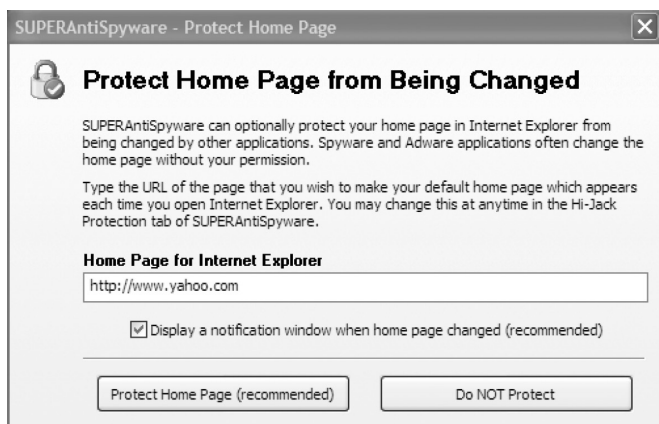 SUPERAntiSpyware - Protect Home Page
Protect Home Page from Being Changed
SUPERAntiSpyware can optionally protect your home page in Internet Explorer from
being changed by other applications. Spyware and Adware applications often change the
home page without your permission.
Type the URL of the page that you wish to make your default home page which appears
each time you open Internet Explorer. You may change this at anytime in the Hi-Jack
Protection tab of SUPERAntiSpyware.
Home Page for Internet Explorer
http://www.yahoo.com
Display a notification window when home page changed (recommended)
Protect Home Page (recommended)
Do NOT Protect